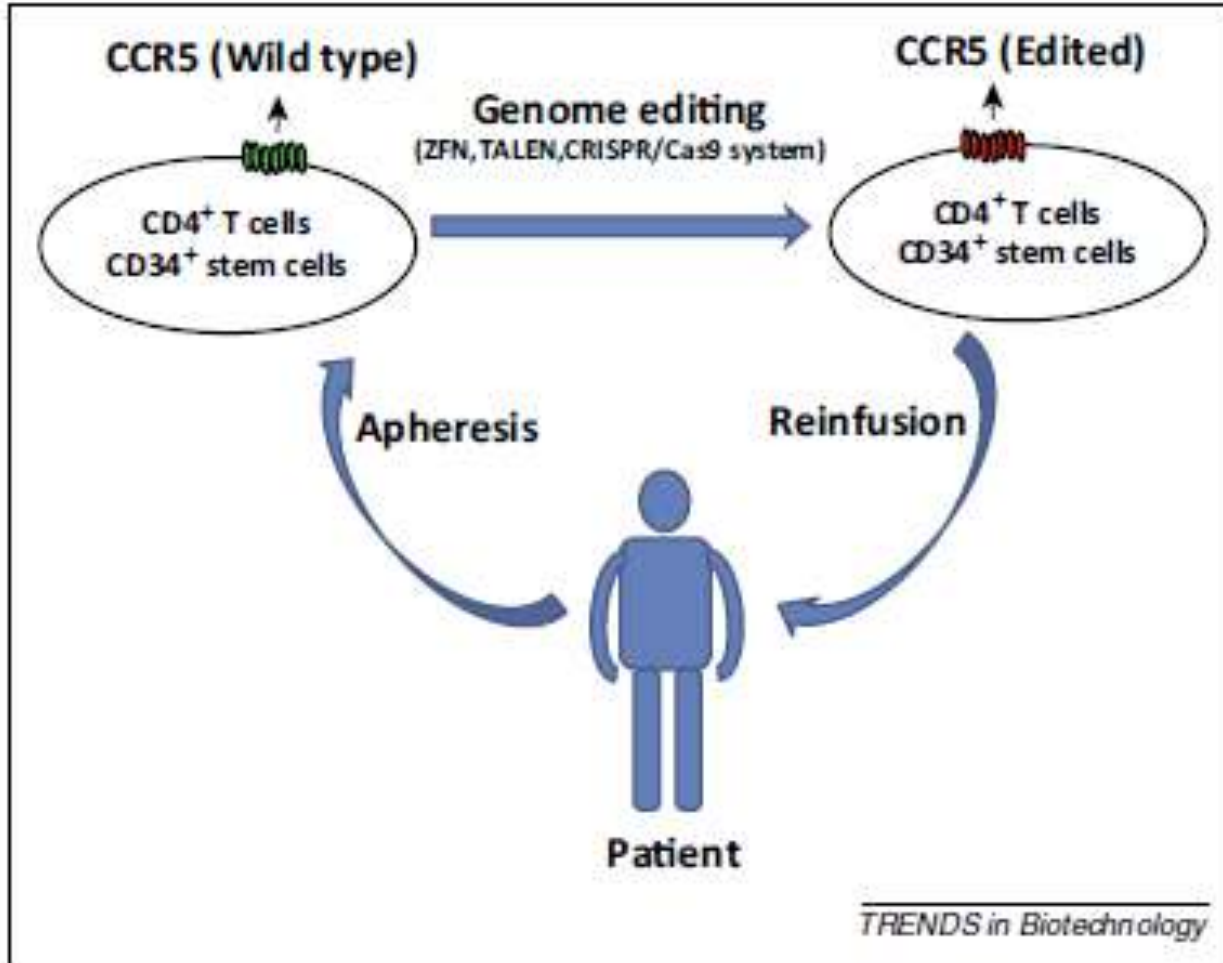 CCR5 (Wild type)
CCR5 (Edited)
Genome editing
(ZFN,TALEN,CRISPR/Cas9 system)
CD4⁺ T cells
CD34⁺ stem cells
CD4⁺ T cells
CD34⁺ stem cells
Apheresis
Reinfusion
Patient
TRENDS in Biotechnology